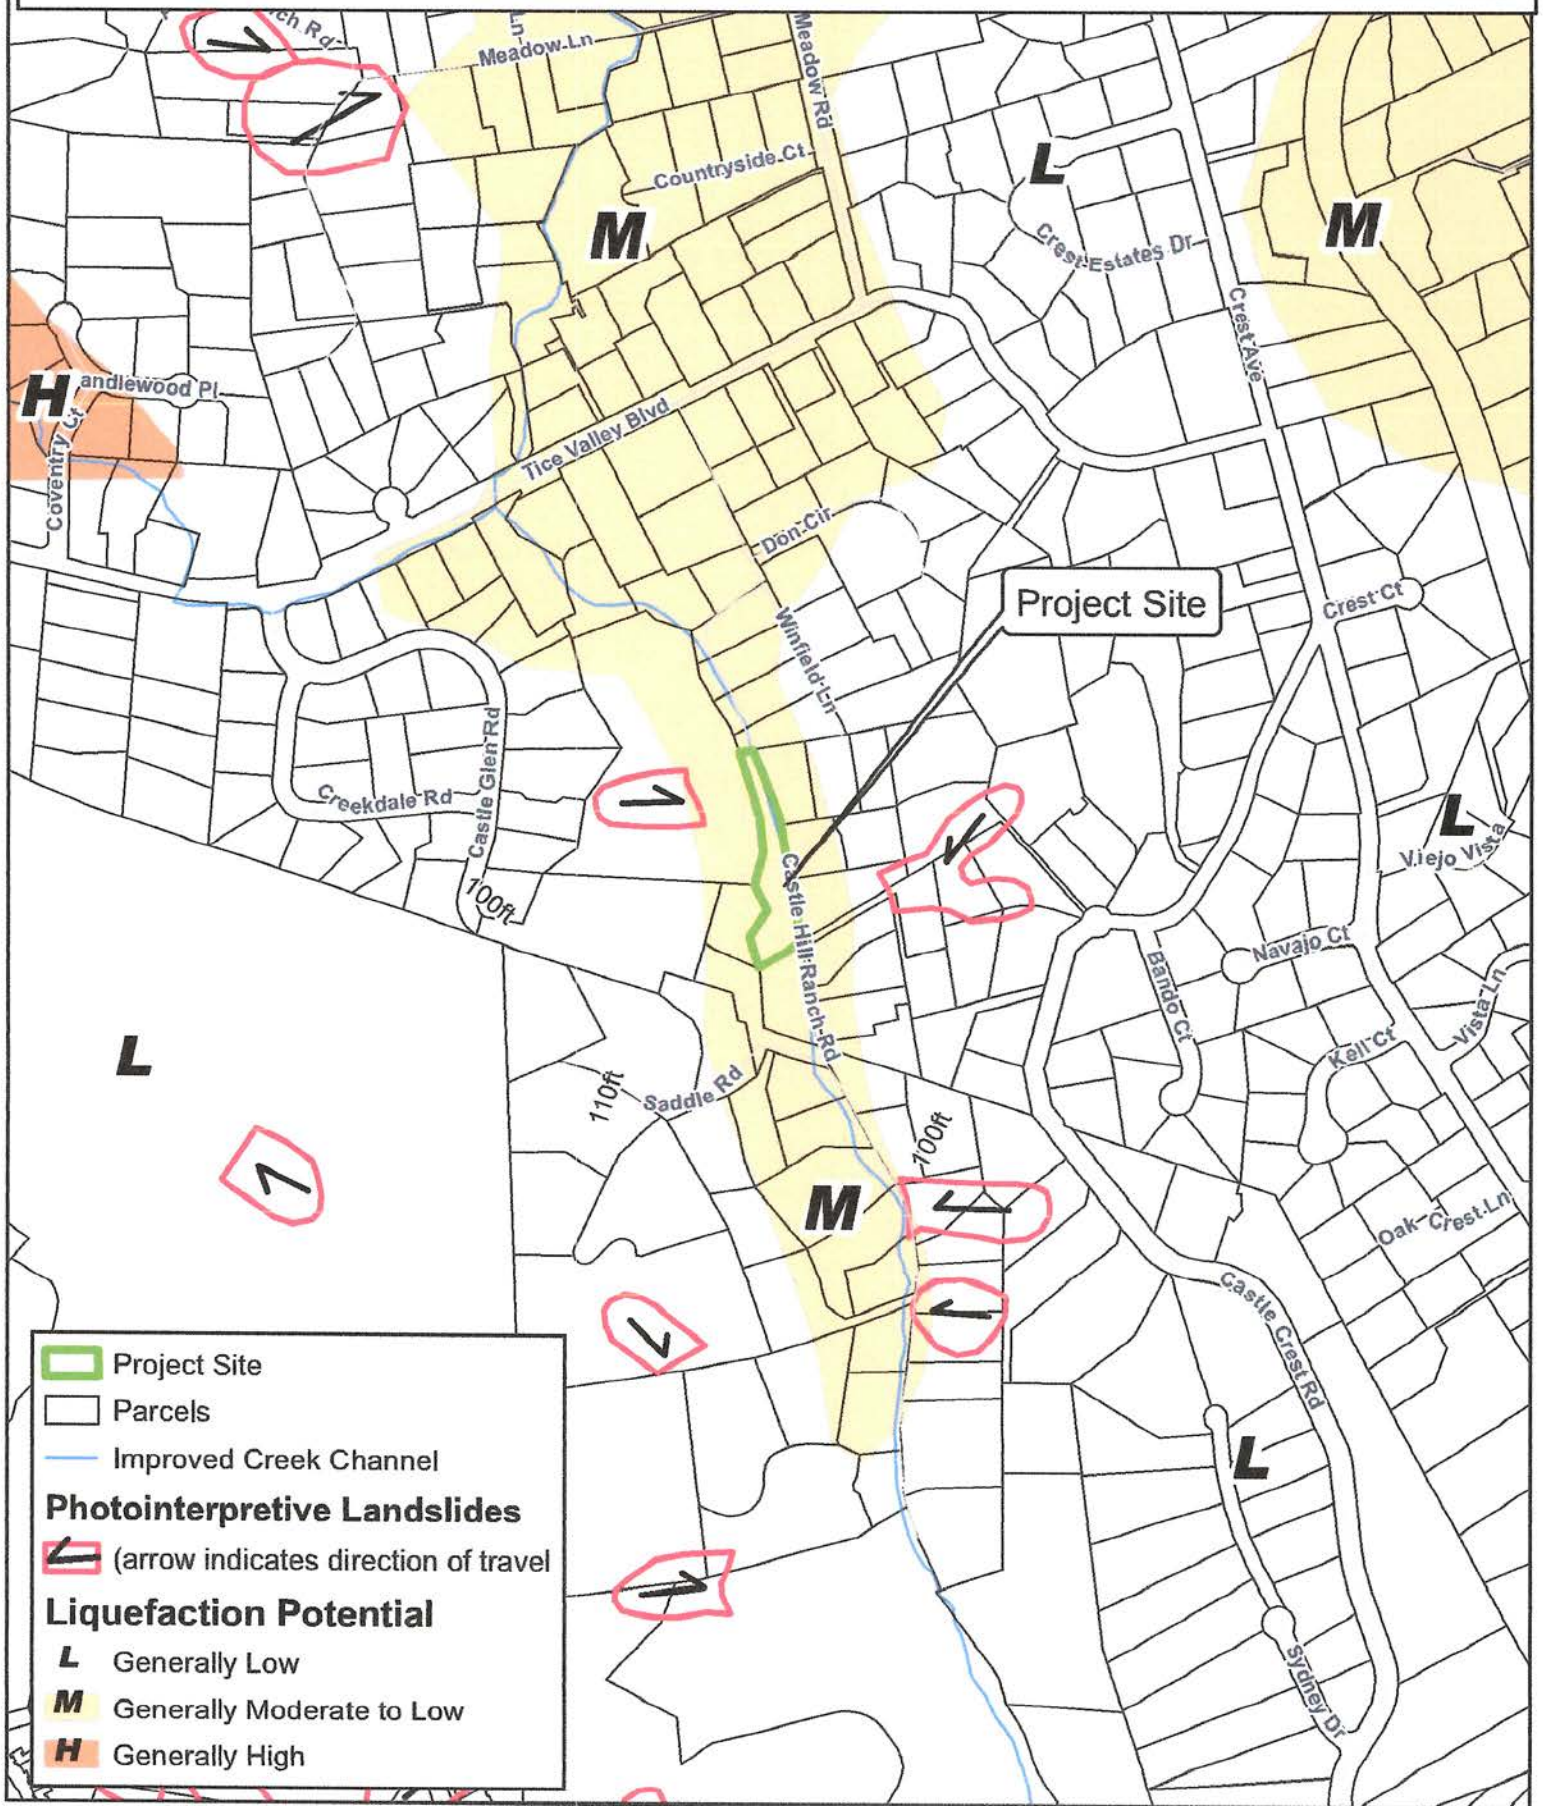 ch Rd
Ln
Meadow Ln
Meadow Rd
Countryside Ct
L
M
M
Crest Estates Dr
Crest Ave
H
andlewood Pl
Coventry Ct
Tice Valley Blvd
Don Cir
Project Site
Crest Ct
Winfield Ln
Castle Glen Rd
Creekdale Rd
L
Viejo Vista
100ft
Castle Hill Ranch Rd
Navajo Ct
Bando Ct
Vista Ln
Kell Ct
L
110ft
Saddle Rd
100ft
M
Oak Crest Ln
Castle Crest Rd
L
Sydney Dr
Project Site
Parcels
Improved Creek Channel
Photointerpretive Landslides
(arrow indicates direction of travel
Liquefaction Potential
L Generally Low
M Generally Moderate to Low
H Generally High